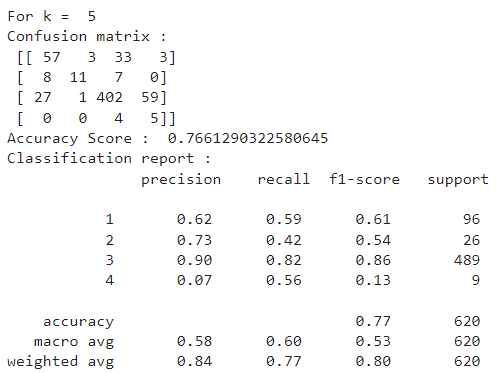 For k =  5
Confusion matrix :
 [[ 57   3  33   3]
 [  8  11   7   0]
 [ 27   1 402  59]
 [  0   0   4   5]]
Accuracy Score :  0.7661290322580645
Classification report :
              precision    recall  f1-score   support

           1       0.62      0.59      0.61        96
           2       0.73      0.42      0.54        26
           3       0.90      0.82      0.86       489
           4       0.07      0.56      0.13         9

    accuracy                           0.77       620
   macro avg       0.58      0.60      0.53       620
weighted avg       0.84      0.77      0.80       620